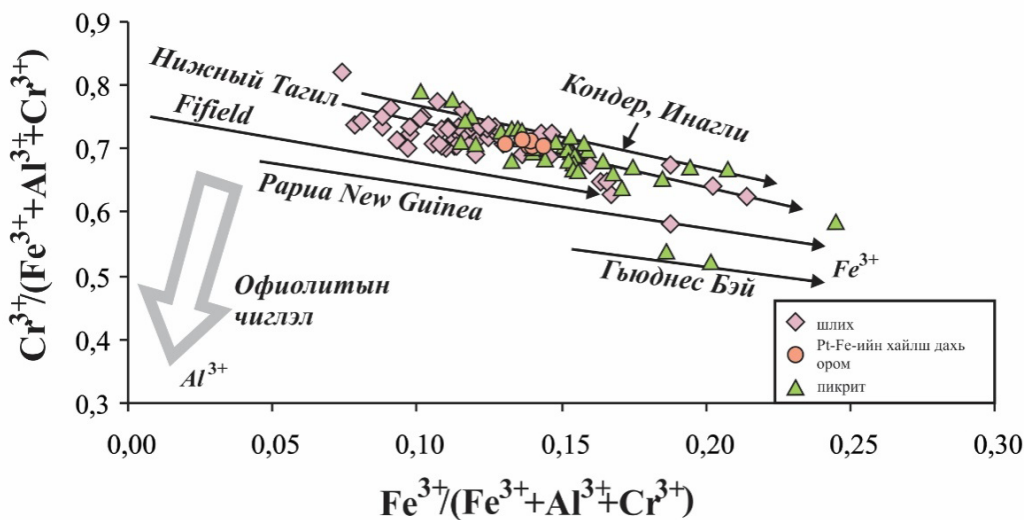 Cr³⁺/(Fe³⁺+Al³⁺+Cr³⁺)
0,9
0,8
0,7
0,6
0,5
0,4
0,3
Нижный Тагил
Fifield
Papua New Guinea
Кондер, Инагли
Гьюднес Бэй
Fe³⁺
Офиолитын
чиглэл
Al³⁺
шлих
Pt-Fe-ийн хайлш дахь
ором
пикрит
0,00
0,05
0,10
0,15
0,20
0,25
0,30
Fe³⁺/(Fe³⁺+Al³⁺+Cr³⁺)